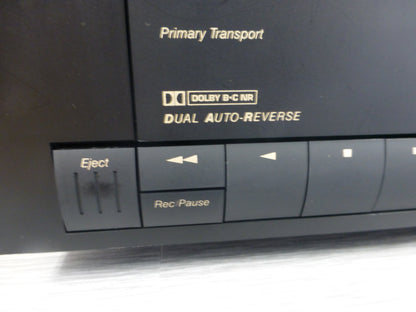 Primary Transport
DOLBY B-C NR
DUAL AUTO-REVERSE
Eject
Rec/Pause